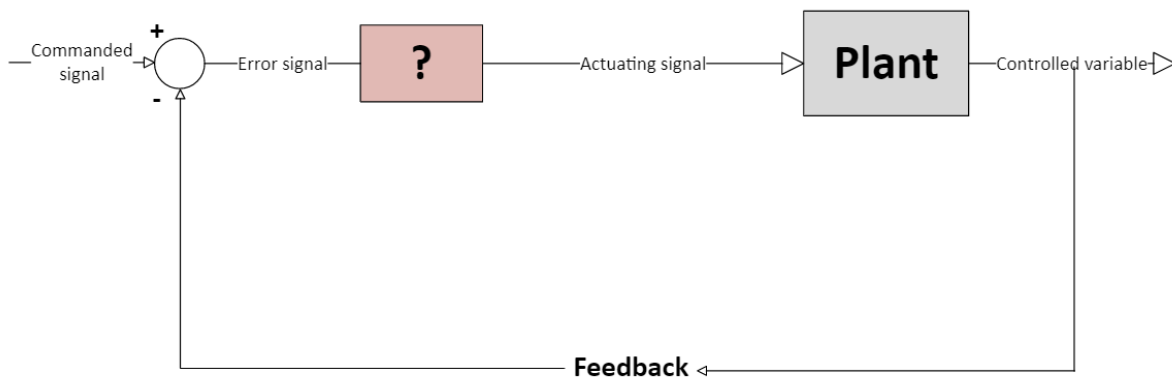 +
Commanded
signal
Error signal
?
Actuating signal
Plant
Controlled variable
-
Feedback